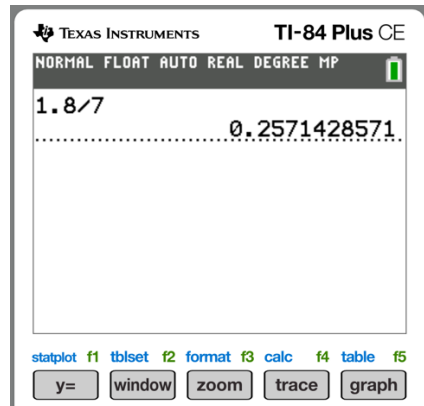 TEXAS INSTRUMENTS TI-84 Plus CE
NORMAL FLOAT AUTO REAL DEGREE MP
1.8/7
0.2571428571
statplot f1 tblset f2 format f3 calc f4 table f5
y= window zoom trace graph